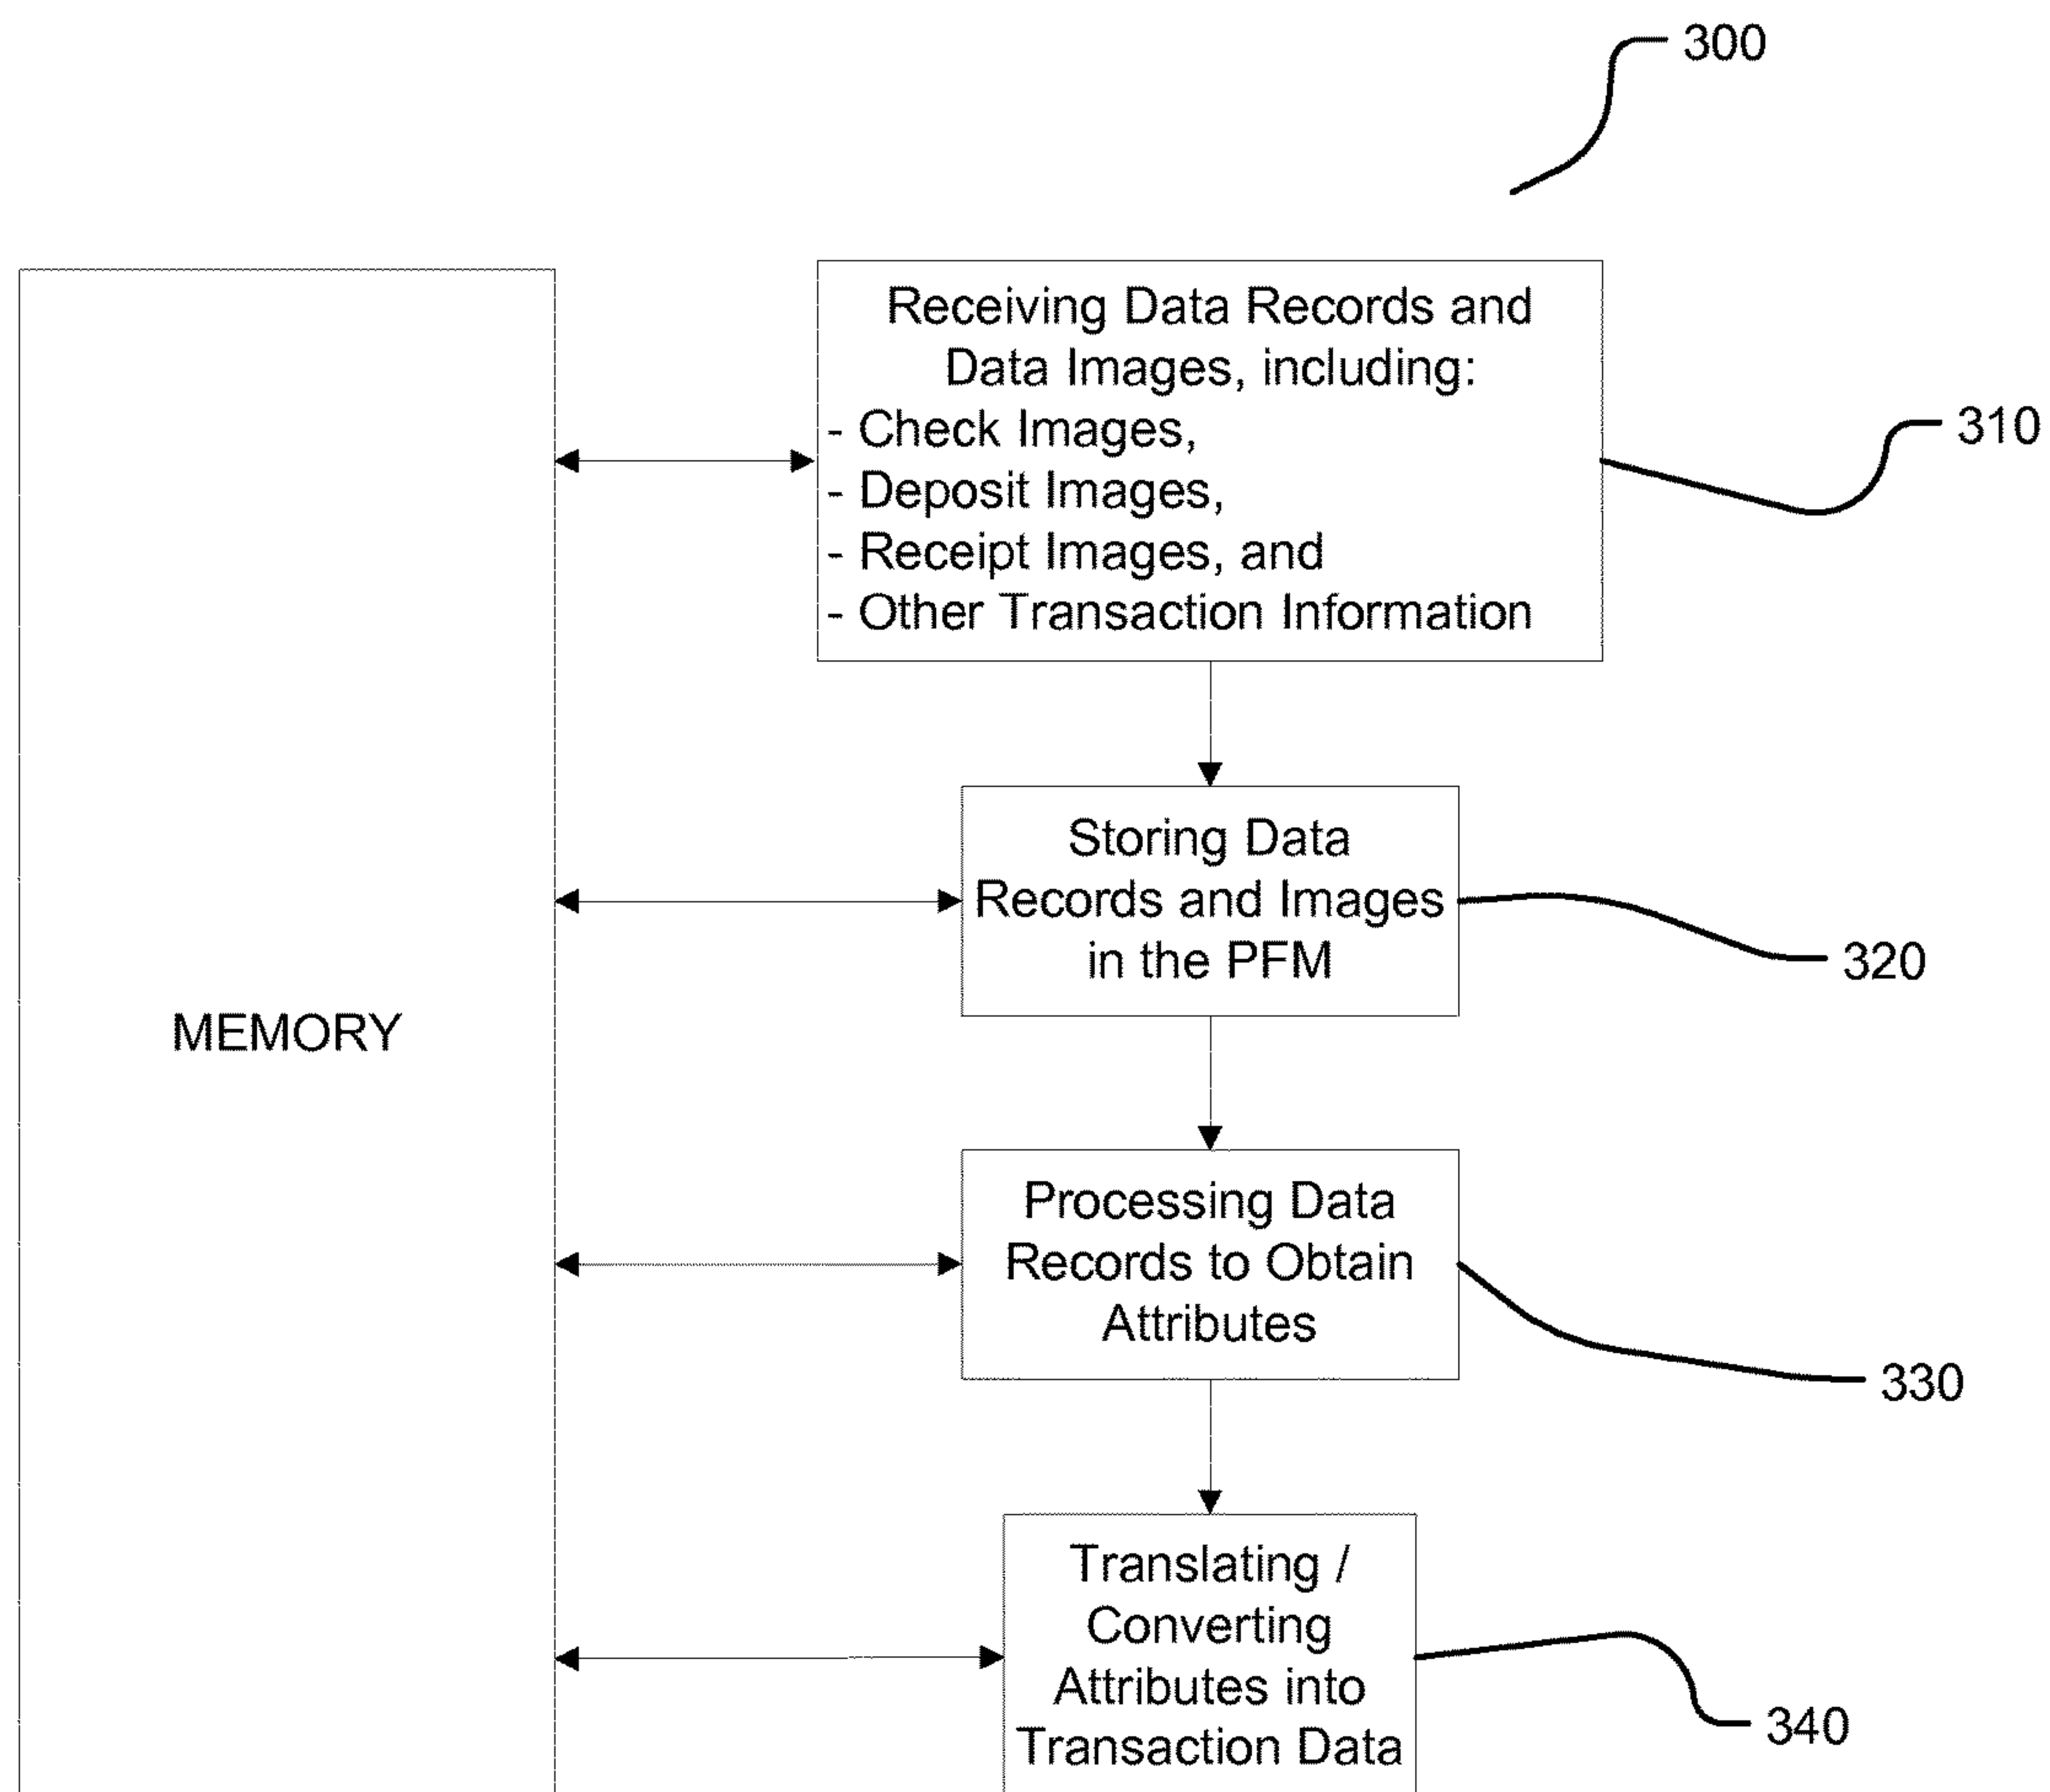 300
Receiving Data Records and
Data Images, including:
- Check Images,
- Deposit Images,
- Receipt Images, and
- Other Transaction Information
310
Storing Data
Records and Images
in the PFM
320
MEMORY
Processing Data
Records to Obtain
Attributes
330
Translating /
Converting
Attributes into
Transaction Data
340